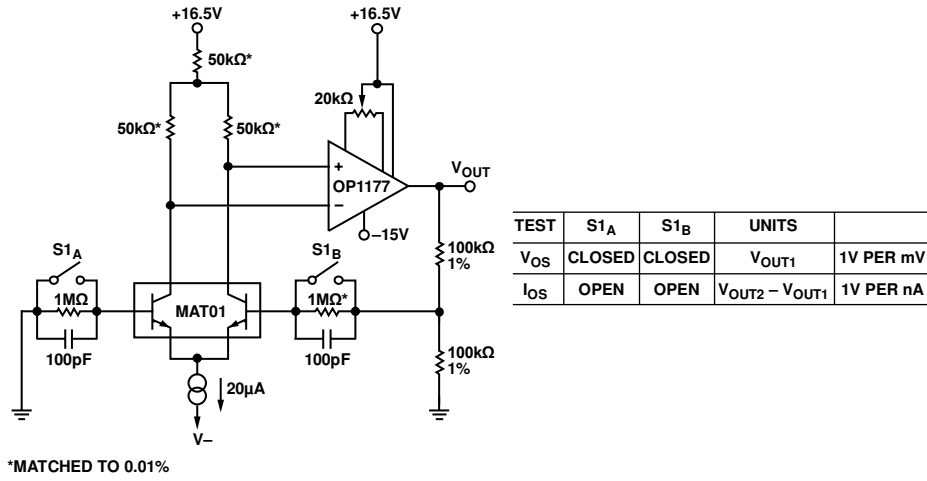 +16.5V
+16.5V
50kΩ*
20kΩ
50kΩ*
50kΩ*
+
OP1177
–
VOUT
–15V
S1A
S1B
100kΩ
1%
1MΩ
MAT01
1MΩ*
100pF
100pF
100kΩ
1%
20µA
V–
*MATCHED TO 0.01%
TEST S1A S1B UNITS
VOS CLOSED CLOSED VOUT1 1V PER mV
IOS OPEN OPEN VOUT2 – VOUT1 1V PER nA